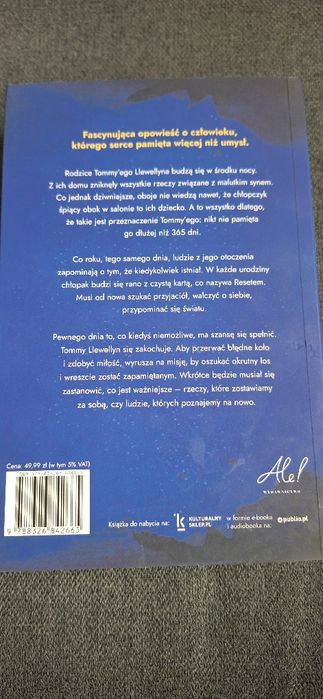 Fascynująca opowieść o człowieku,
którego serce pamięta więcej niż umysł.
Rodzice Tommy'ego Llewellyna budzą się w środku nocy.
Z ich domu zniknęły wszystkie rzeczy związane z malutkim synem.
Co jednak dziwniejsze, oboje nie wiedzą, że chłopczyk
śpiący obok w salonie to ich dziecko. A to wszystko dlatego,
że takie jest przeznaczenie Tommy'ego: nikt nie pamięta
go dłużej niż 365 dni.
Co roku, tego samego dnia, ludzie z jego otoczenia
zapominają o tym, że kiedykolwiek istniał. W każde urodziny
chłopak budzi się rano z czystą kartą, co nazywa Resetem.
Musi od nowa szukać przyjaciół, walczyć o siebie,
przypominać się światu.
Pewnego dnia to, co kiedyś niemożliwe, ma szansę się spełnić.
Tommy Llewellyn się zakochuje. Aby przerwać błędne koło
i zdobyć miłość, wyrusza na misję, by oszukać okrutny los
i wreszcie zostać zapamiętanym. Wkrótce będzie musiał się
zastanowić, co jest ważniejsze – rzeczy, które zostawiamy
za sobą, czy ludzie, których poznajemy na nowo.
Cena: 49,99 zł (w tym 5% VAT)
9 788326 842665
Ale!
WYDAWNICTWO
Książka do nabycia na:
k KULTURALNY
SKLEP.PL
w formie e-booka
i audiobooka na:
publio.pl